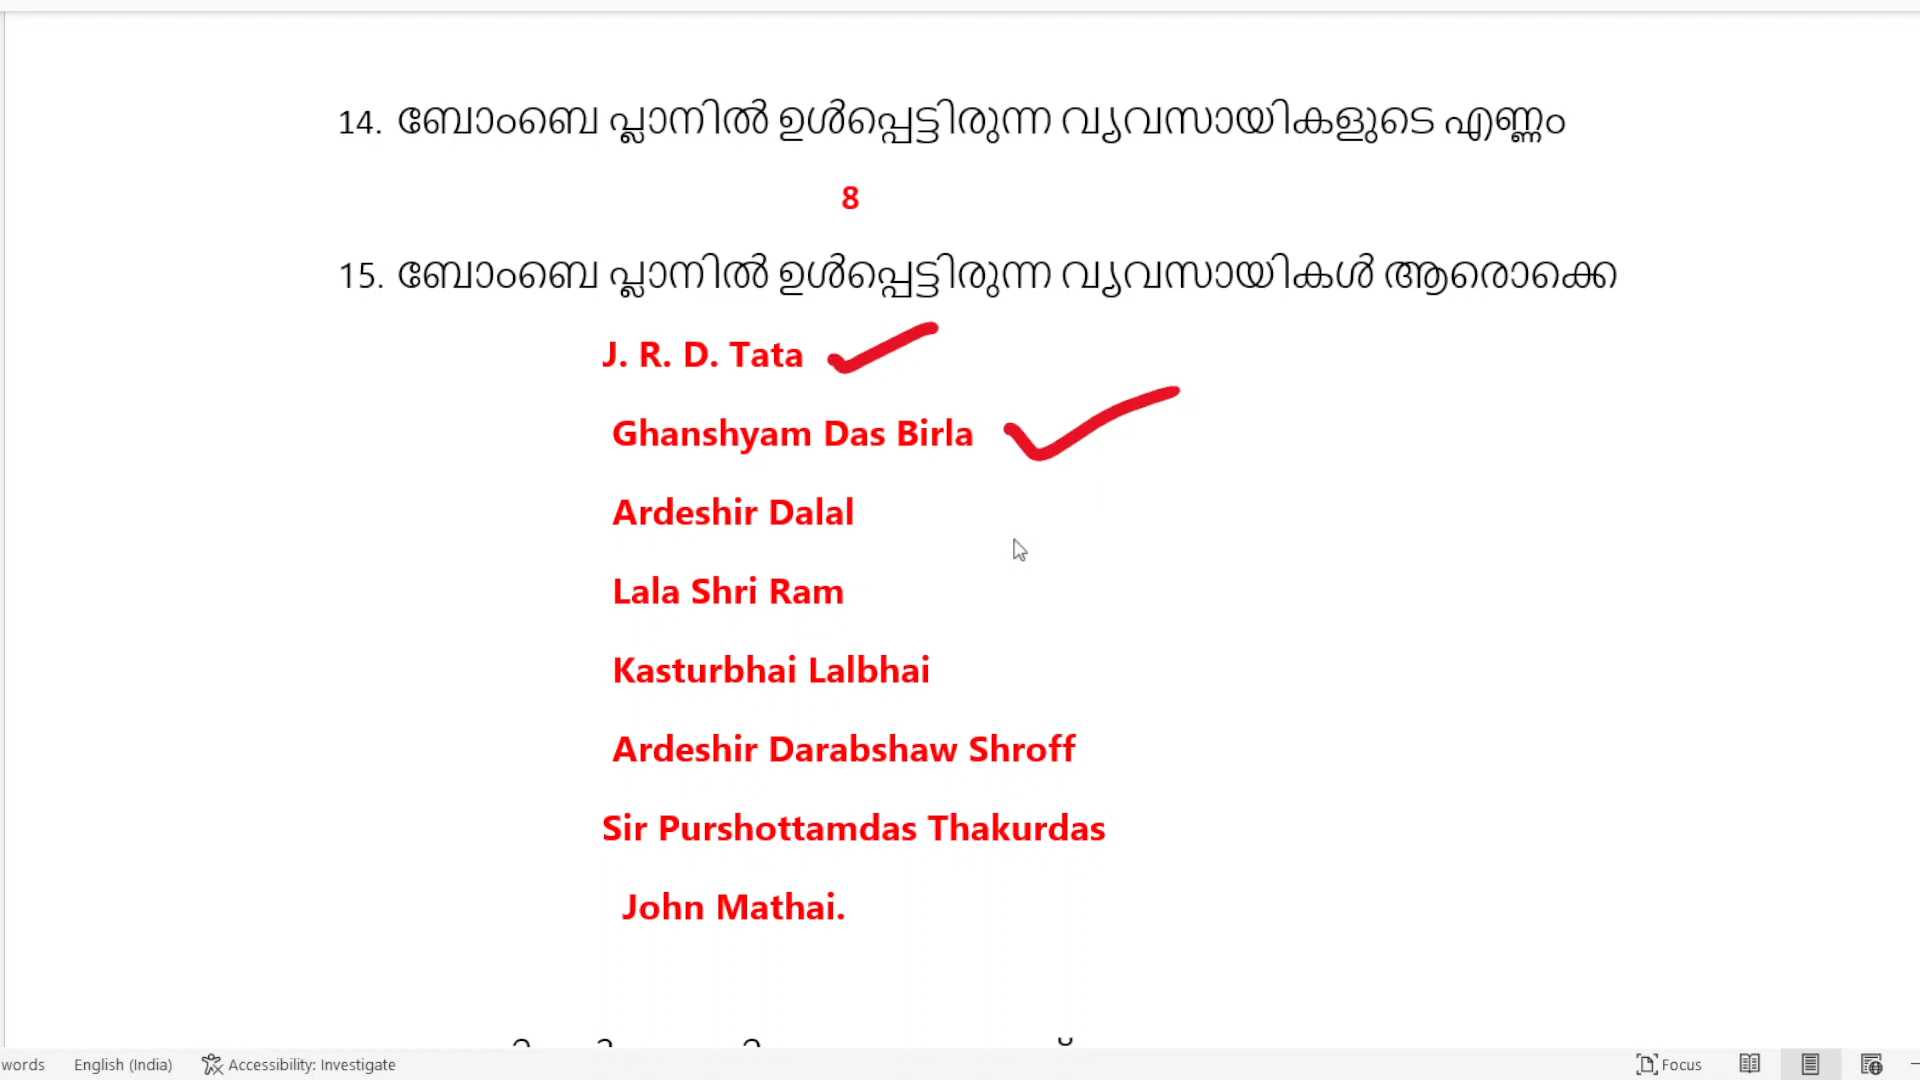 14. ബോംബെ പ്ലാനിൽ ഉൾപ്പെട്ടിരുന്ന വ്യവസായികളുടെ എണ്ണം
8
15. ബോംബെ പ്ലാനിൽ ഉൾപ്പെട്ടിരുന്ന വ്യവസായികൾ ആരൊക്കെ
J. R. D. Tata
Ghanshyam Das Birla
Ardeshir Dalal
Lala Shri Ram
Kasturbhai Lalbhai
Ardeshir Darabshaw Shroff
Sir Purshottamdas Thakurdas
John Mathai.
words English (India) Accessibility: Investigate Focus